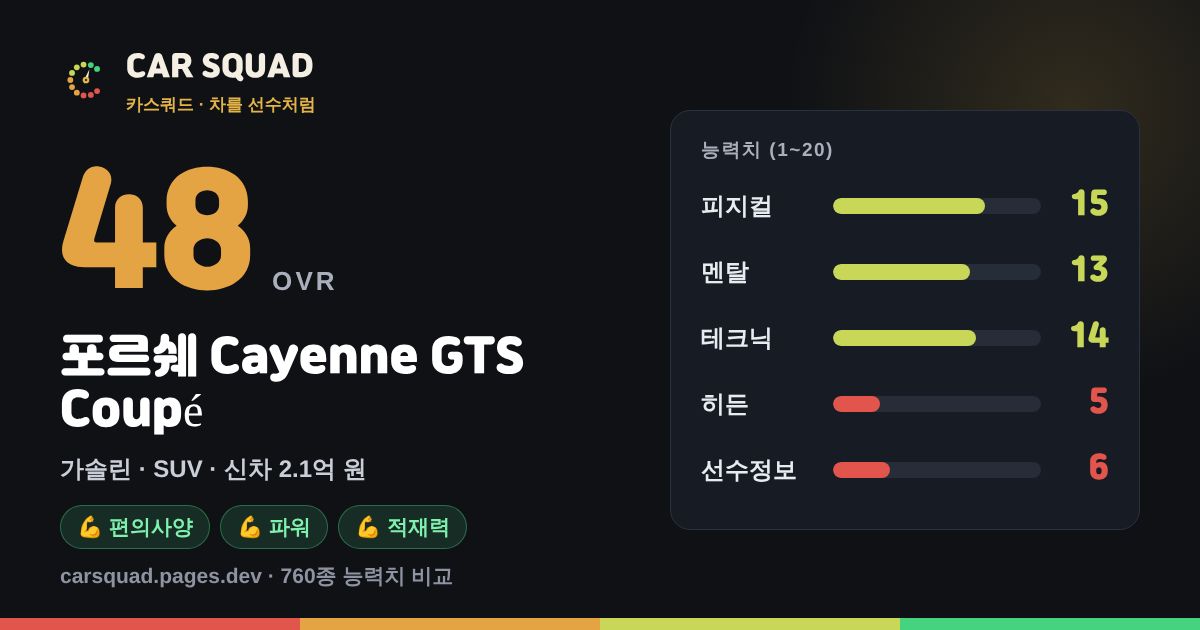 CAR SQUAD
카스쿼드 · 차를 선수처럼
48 OVR
포르쉐 Cayenne GTS
Coupé
가솔린 · SUV · 신차 2.1억 원
💪 편의사양 💪 파워 💪 적재력
carsquad.pages.dev · 760종 능력치 비교
능력치 (1~20)
피지컬 15
멘탈 13
테크닉 14
히든 5
선수정보 6